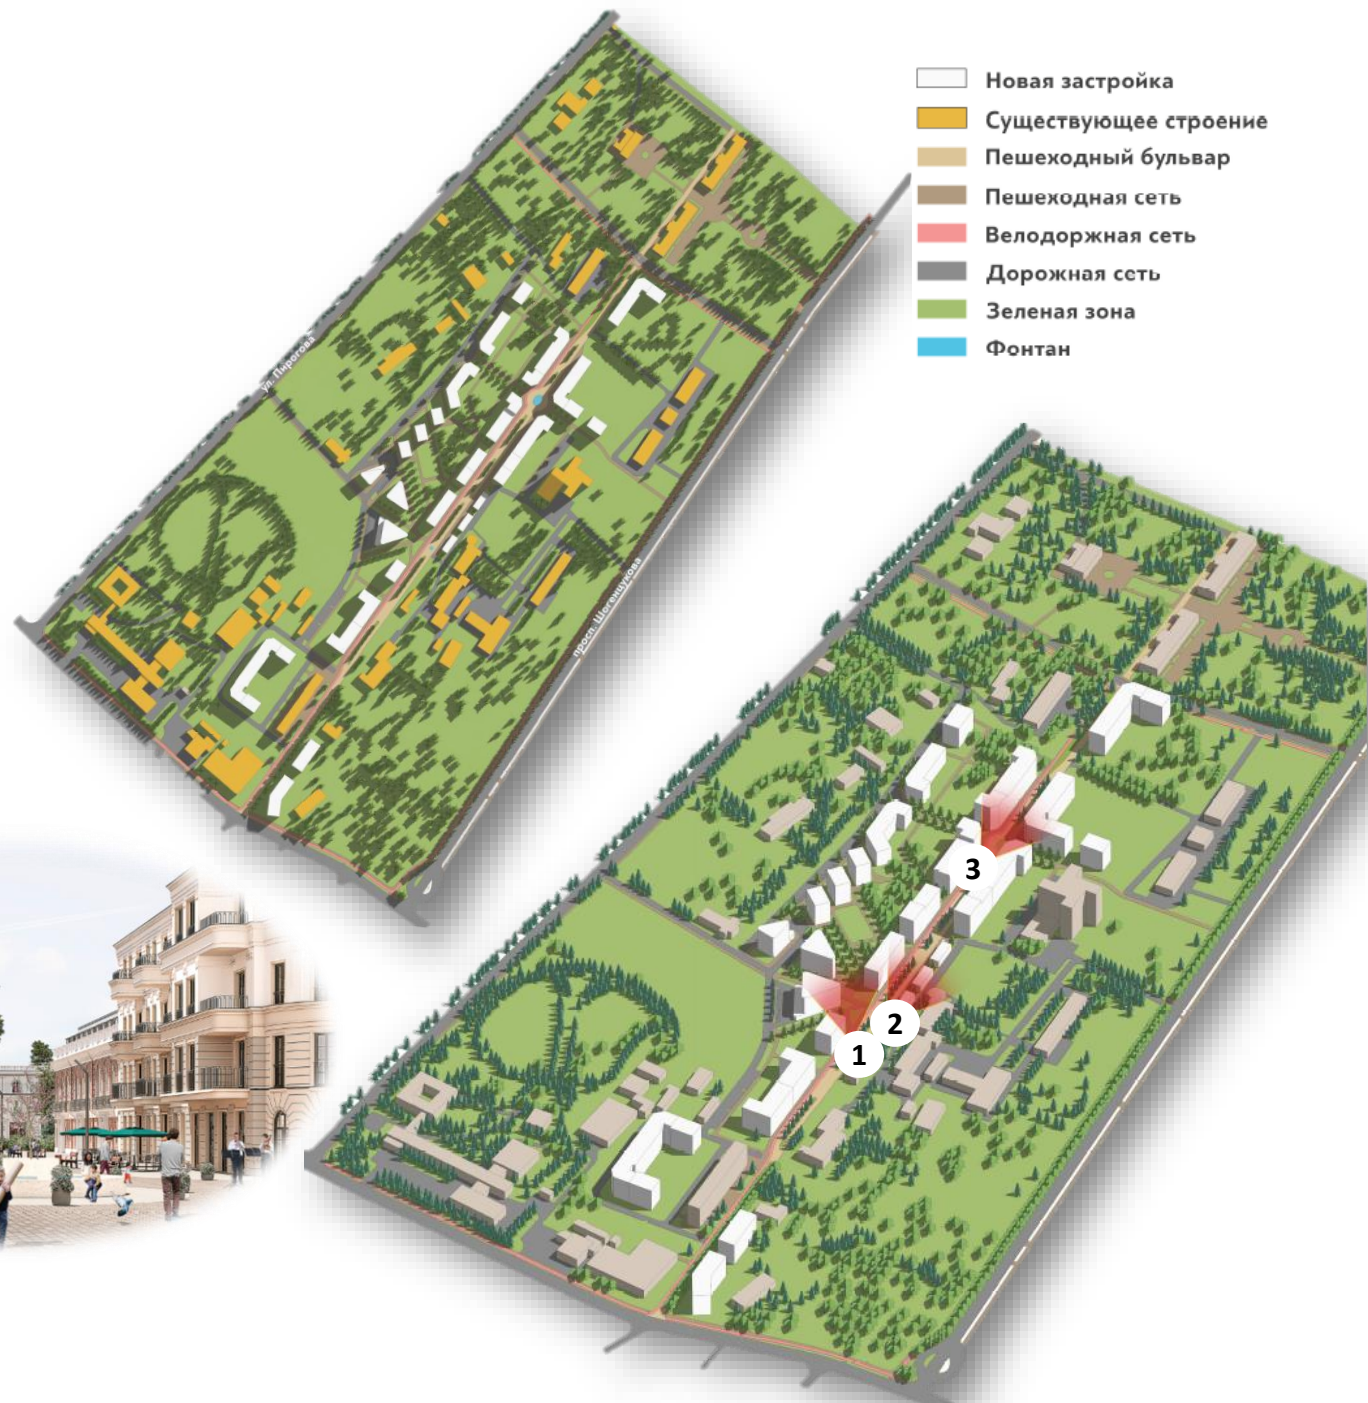 Новая застройка
Существующее строение
Пешеходный бульвар
Пешеходная сеть
Велодоржная сеть
Дорожная сеть
Зеленая зона
Фонтан
ул. Пирогова
просп. Шогенцукова
3
2
1